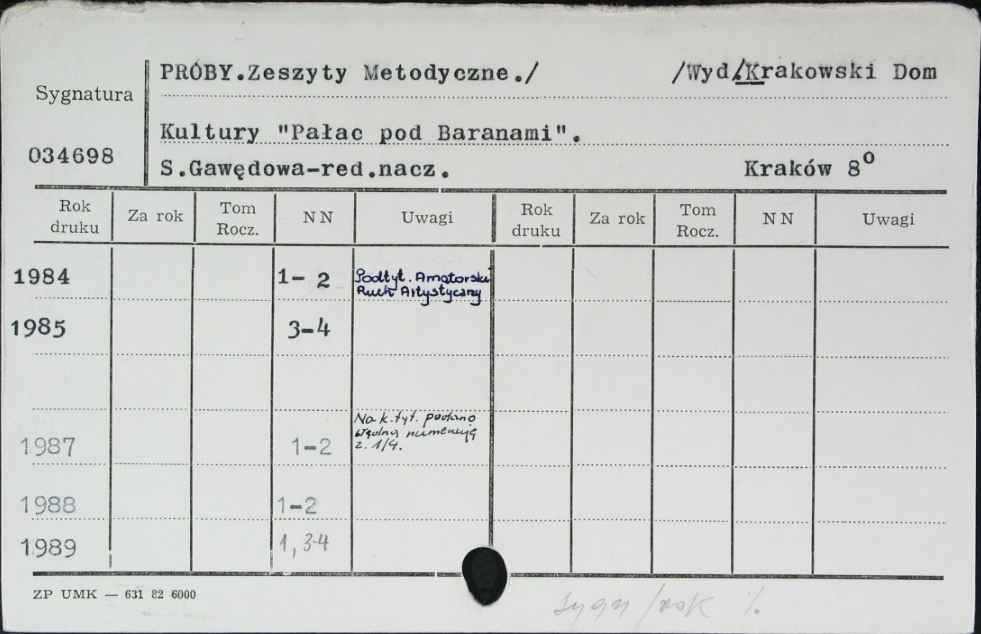 PRÓBY.Zeszyty Metodyczne./ /Wyd./Krakowski Dom
Sygnatura
Kultury "Pałac pod Baranami".
034698
S.Gawędowa-red.nacz. Kraków 8º
Rok druku Za rok Tom Rocz. NN Uwagi Rok druku Za rok Tom Rocz. NN Uwagi
1984 1-2 Podtyt. Amatorski
Ruch Artystyczny
1985 3-4
Na k.tyt. podano
numerację
1987 1-2 z. 1/4.
1988 1-2
1989 1, 3-4
ZP UMK — 631 82 6000
sygn/rok